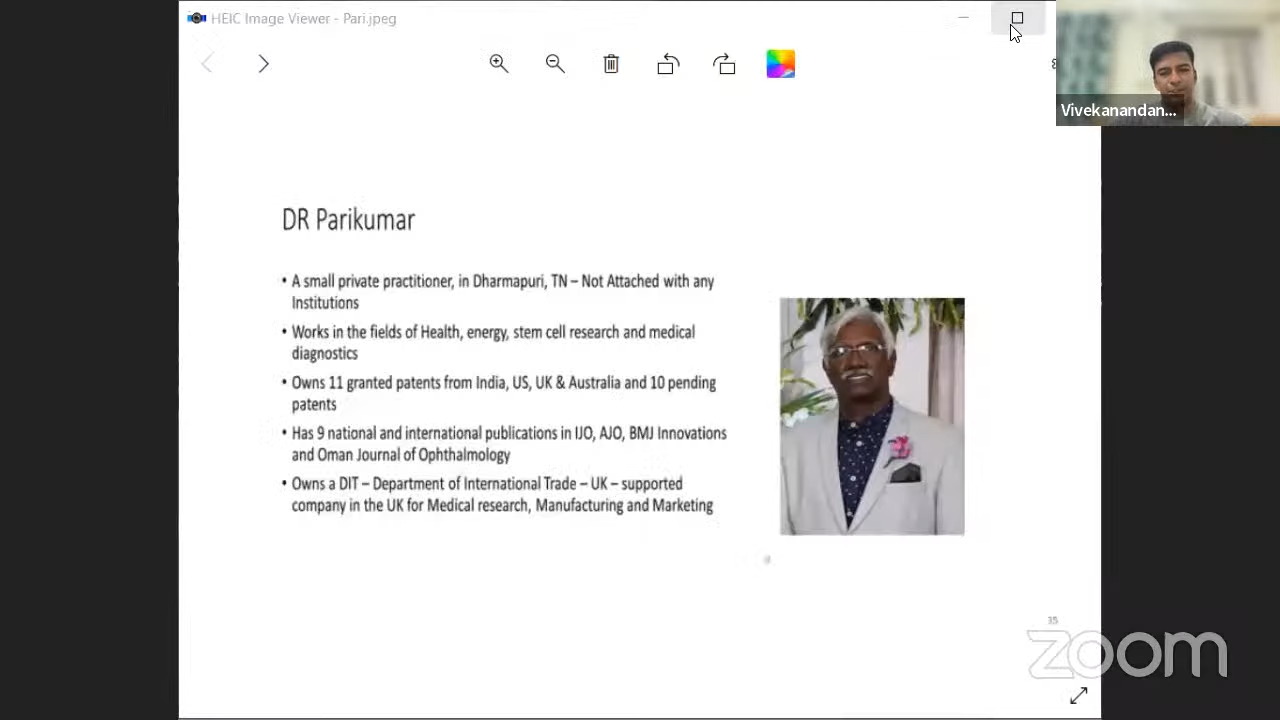 HEIC Image Viewer - Pari.jpeg
Vivekanandan...
DR Parikumar
• A small private practitioner, in Dharmapuri, TN – Not Attached with any
Institutions
• Works in the fields of Health, energy, stem cell research and medical
diagnostics
• Owns 11 granted patents from India, US, UK & Australia and 10 pending
patents
• Has 9 national and international publications in IJO, AJO, BMJ Innovations
and Oman Journal of Ophthalmology
• Owns a DIT – Department of International Trade – UK – supported
company in the UK for Medical research, Manufacturing and Marketing
35
zoom